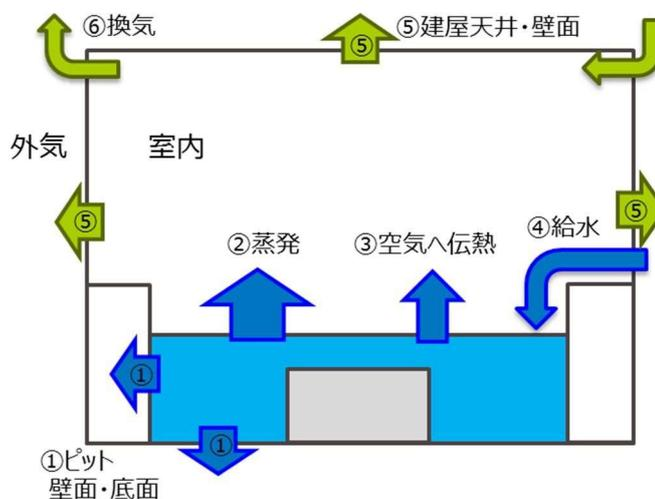 ⑥換気
⑤建屋天井・壁面
⑤
外気
室内
⑤
⑤
②蒸発
③空気へ伝熱
④給水
①
①
①ピット
壁面・底面